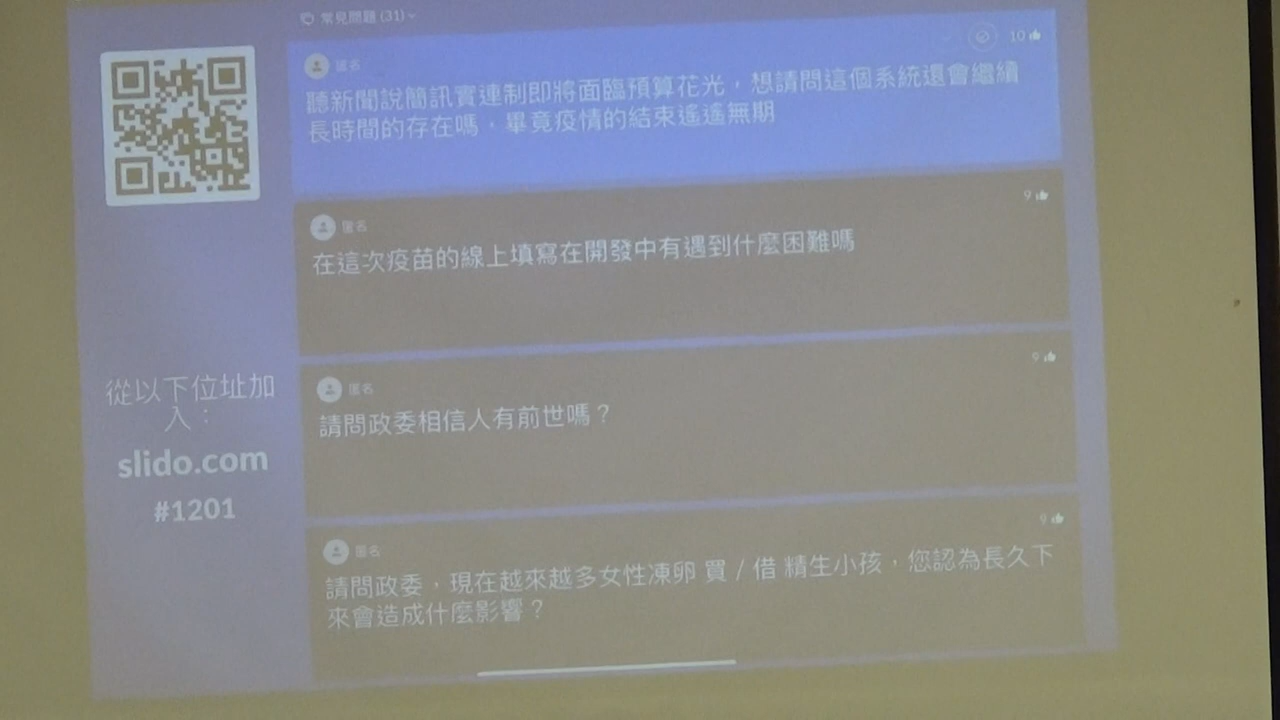 常見問題 (31)
匿名
10
聽新聞說簡訊實連制即將面臨預算花光，想請問這個系統還會繼續
長時間的存在嗎，畢竟疫情的結束遙遙無期
匿名
9
在這次疫苗的線上填寫在開發中有遇到什麼困難嗎
匿名
9
請問政委相信人有前世嗎？
匿名
9
請問政委，現在越來越多女性凍卵 買 / 借 精生小孩，您認為長久下
來會造成什麼影響？
從以下位址加
入：
slido.com
#1201